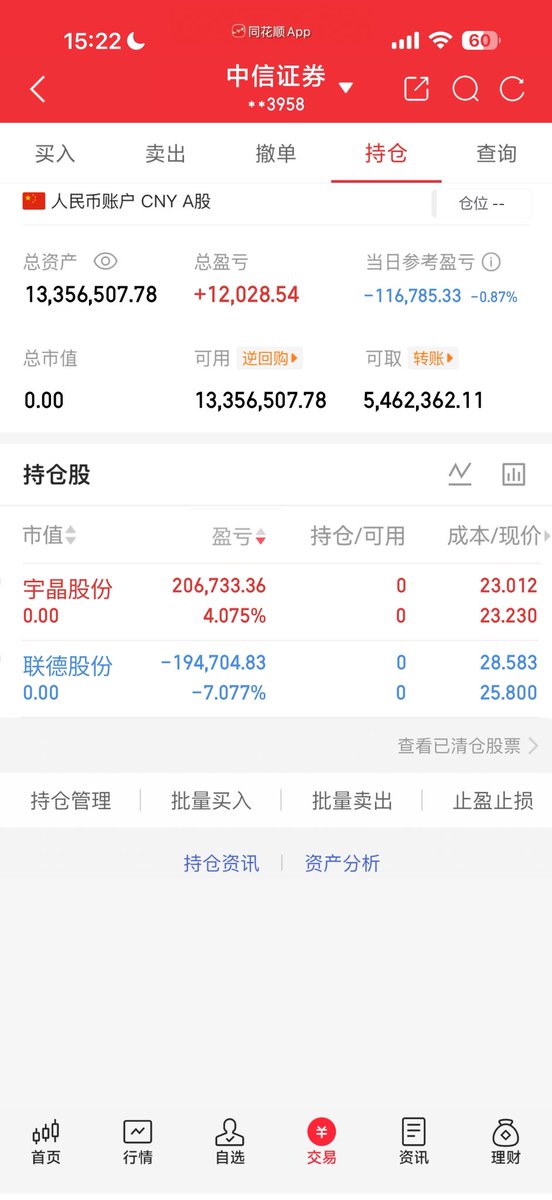 15:22
同花顺App
60
中信证券
**3958
买入 卖出 撤单 持仓 查询
人民币账户 CNY A股 仓位 --
总资产 总盈亏 当日参考盈亏
13,356,507.78 +12,028.54 -116,785.33 -0.87%
总市值 可用 逆回购 可取 转账
0.00 13,356,507.78 5,462,362.11
持仓股
市值 盈亏 持仓/可用 成本/现价
宇晶股份 206,733.36 0 23.012
0.00 4.075% 0 23.230
联德股份 -194,704.83 0 28.583
0.00 -7.077% 0 25.800
查看已清仓股票
持仓管理 批量买入 批量卖出 止盈止损
持仓资讯 资产分析
首页 行情 自选 交易 资讯 理财